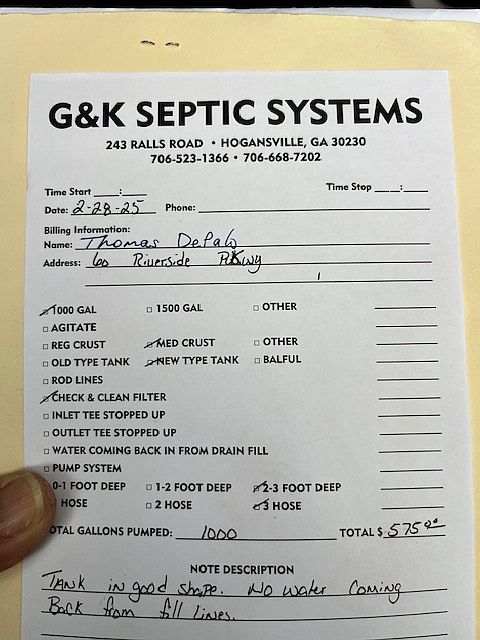 G&K SEPTIC SYSTEMS
243 RALLS ROAD • HOGANSVILLE, GA 30230
706-523-1366 • 706-668-7202
Time Start ___:___ Time Stop ___:___
Date: 2-28-25 Phone:
Billing Information:
Name: Thomas DePalo
Address: 60 Riverside Pkwy
☑ 1000 GAL ☐ 1500 GAL ☐ OTHER
☐ AGITATE
☐ REG CRUST ☑ MED CRUST ☐ OTHER
☐ OLD TYPE TANK ☑ NEW TYPE TANK ☐ BALFUL
☐ ROD LINES
☑ CHECK & CLEAN FILTER
☐ INLET TEE STOPPED UP
☐ OUTLET TEE STOPPED UP
☐ WATER COMING BACK IN FROM DRAIN FILL
☐ PUMP SYSTEM
0-1 FOOT DEEP ☐ 1-2 FOOT DEEP ☑ 2-3 FOOT DEEP
HOSE ☐ 2 HOSE ☑ 3 HOSE
OTAL GALLONS PUMPED: 1000 TOTAL $ 575.00
NOTE DESCRIPTION
TANK in good shape. No water coming
Back from fill lines.